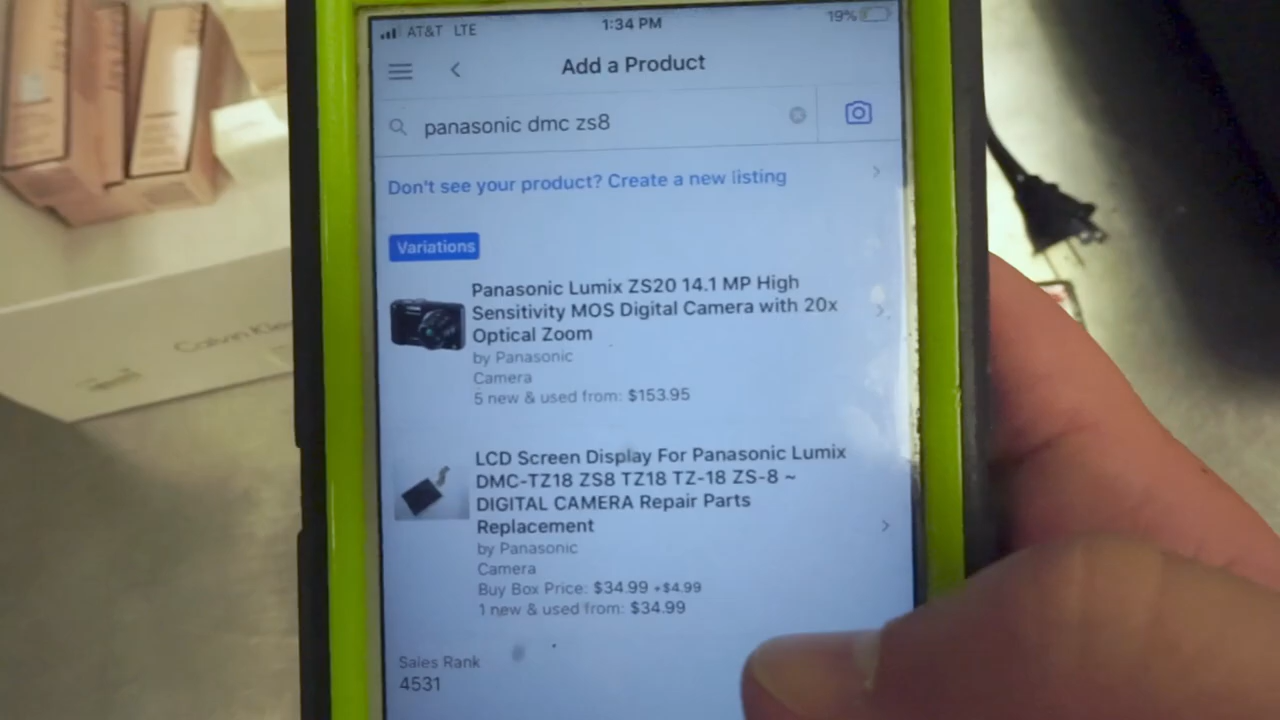 AT&T LTE 1:34 PM 19%
Add a Product
panasonic dmc zs8
Don't see your product? Create a new listing
Variations
Panasonic Lumix ZS20 14.1 MP High
Sensitivity MOS Digital Camera with 20x
Optical Zoom
by Panasonic
Camera
5 new & used from: $153.95
LCD Screen Display For Panasonic Lumix
DMC-TZ18 ZS8 TZ18 TZ-18 ZS-8 ~
DIGITAL CAMERA Repair Parts
Replacement
by Panasonic
Camera
Buy Box Price: $34.99 +$4.99
1 new & used from: $34.99
Sales Rank
4531
Calvin Klei